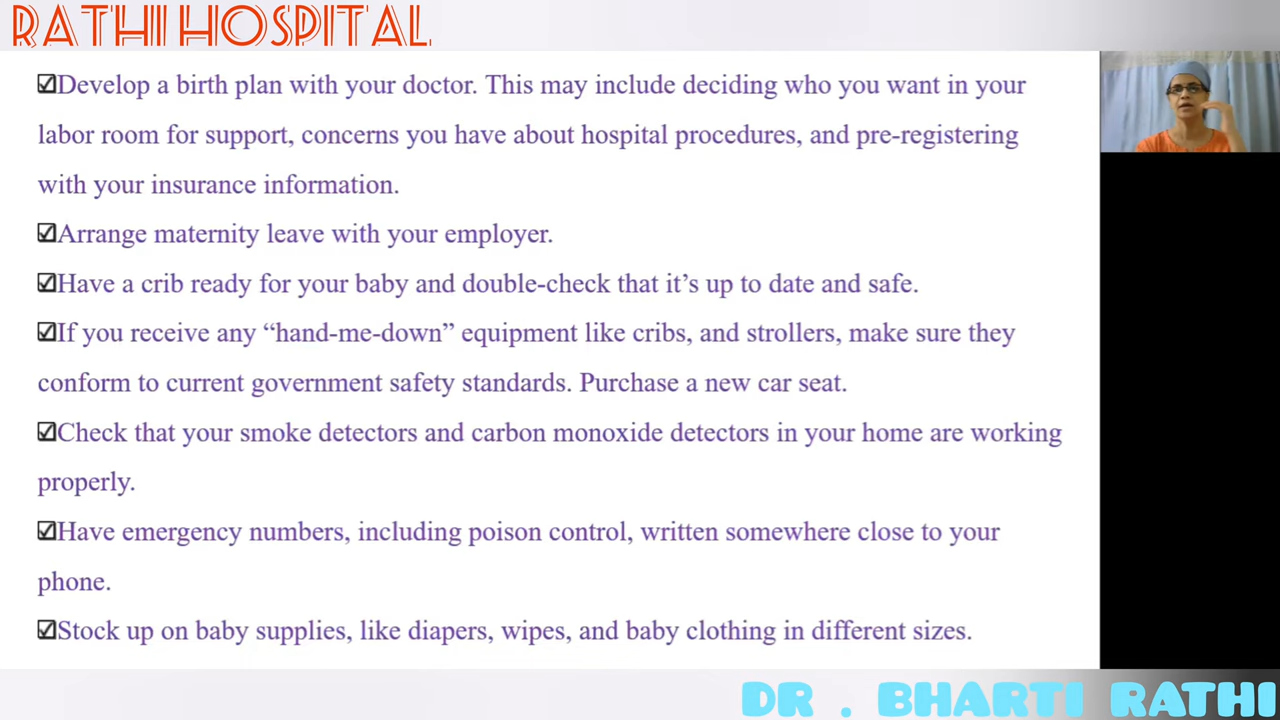 RATHI HOSPITAL
☑Develop a birth plan with your doctor. This may include deciding who you want in your
labor room for support, concerns you have about hospital procedures, and pre-registering
with your insurance information.
☑Arrange maternity leave with your employer.
☑Have a crib ready for your baby and double-check that it’s up to date and safe.
☑If you receive any “hand-me-down” equipment like cribs, and strollers, make sure they
conform to current government safety standards. Purchase a new car seat.
☑Check that your smoke detectors and carbon monoxide detectors in your home are working
properly.
☑Have emergency numbers, including poison control, written somewhere close to your
phone.
☑Stock up on baby supplies, like diapers, wipes, and baby clothing in different sizes.
DR . BHARTI RATHI